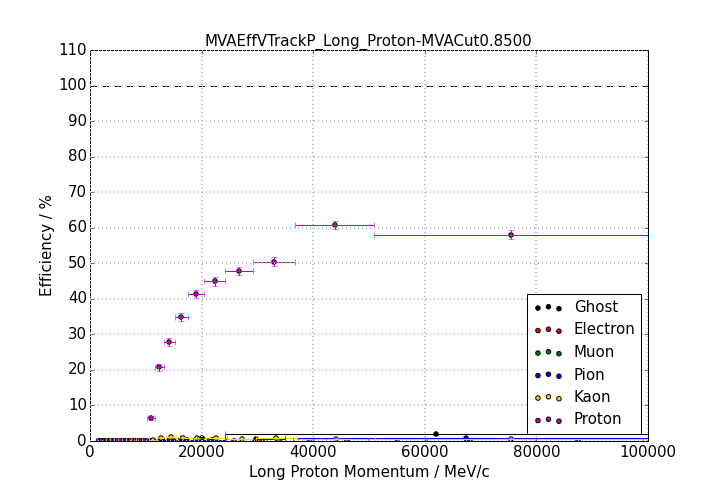 MVAEffVTrackP_Long_Proton-MVACut0.8500
110
100
90
80
70
60
50
40
30
20
10
0
Efficiency / %
Ghost
Electron
Muon
Pion
Kaon
Proton
0 20000 40000 60000 80000 100000
Long Proton Momentum / MeV/c